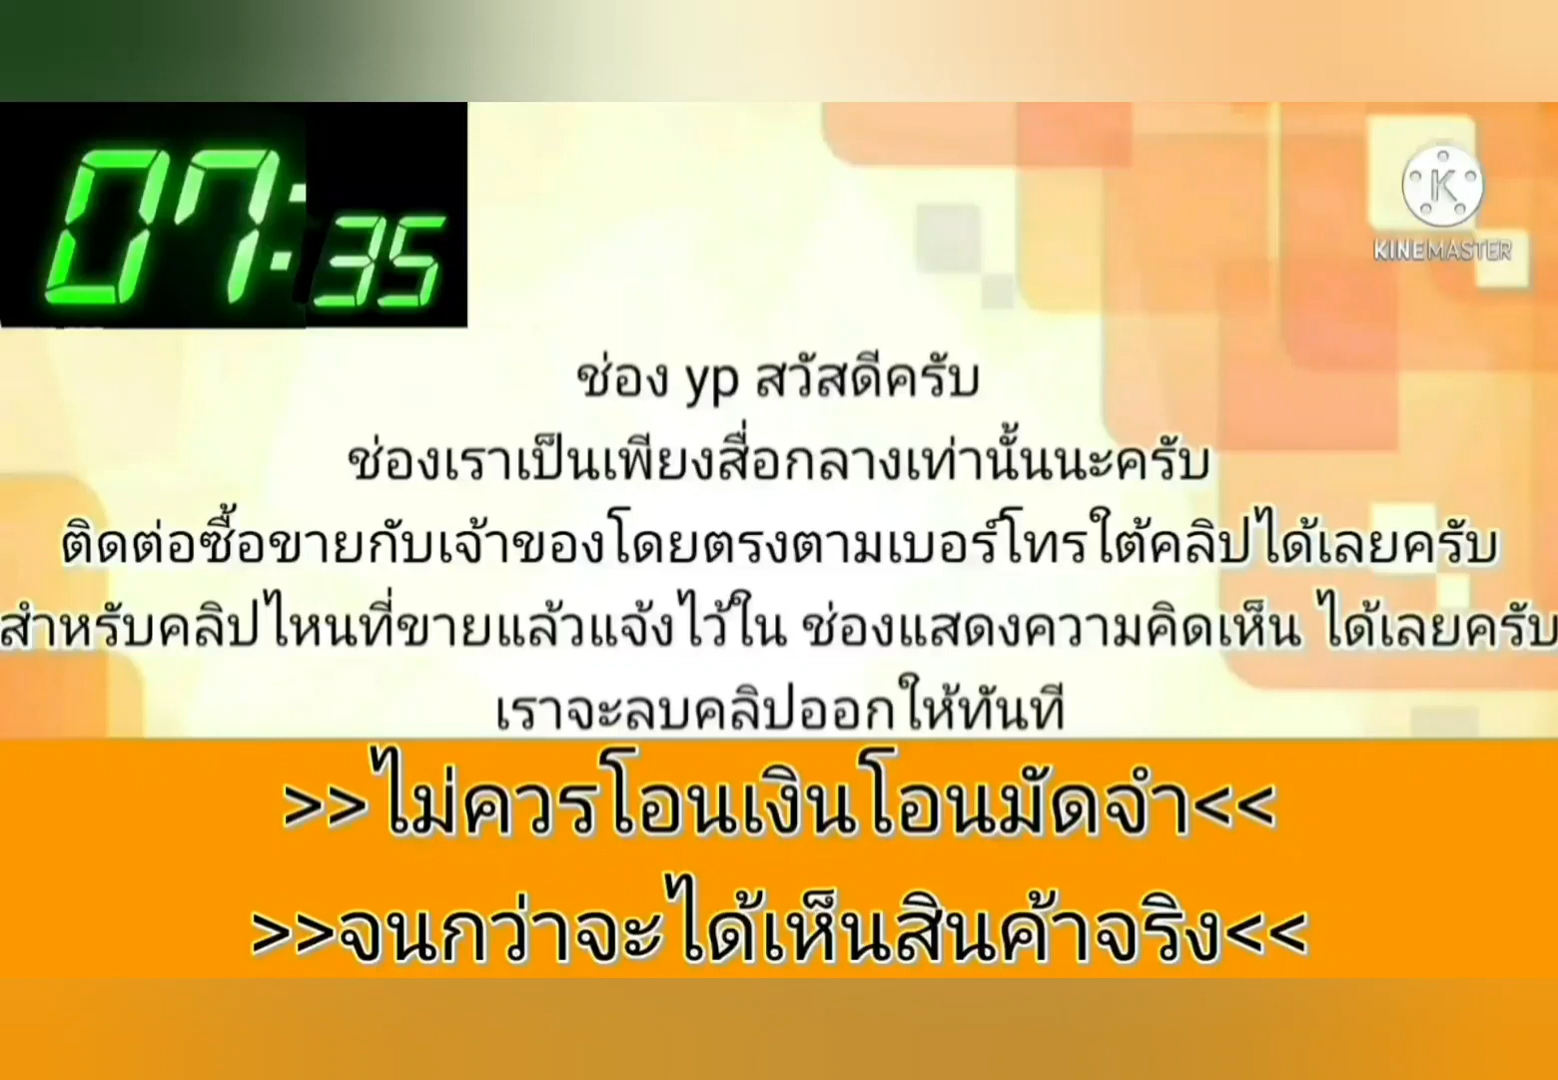 07:35
K
KINEMASTER
ช่อง yp สวัสดีครับ
ช่องเราเป็นเพียงสื่อกลางเท่านั้นนะครับ
ติดต่อซื้อขายกับเจ้าของโดยตรงตามเบอร์โทรใต้คลิปได้เลยครับ
สำหรับคลิปไหนที่ขายแล้วแจ้งไว้ใน ช่องแสดงความคิดเห็น ได้เลยครับ
เราจะลบคลิปออกให้ทันที
>>ไม่ควรโอนเงินโอนมัดจำ<<
>>จนกว่าจะได้เห็นสินค้าจริง<<